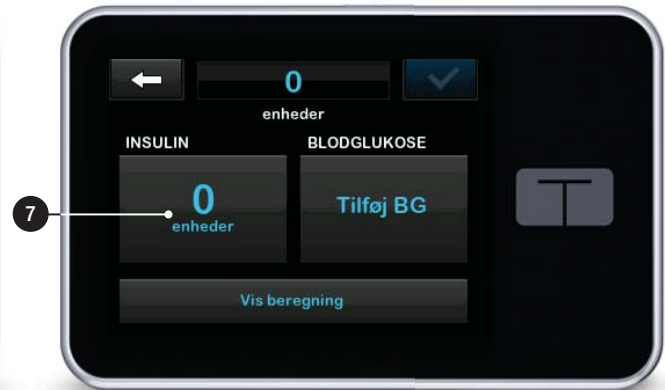 0
enheder
INSULIN
BLODGLUKOSE
0
enheder
Tilføj BG
Vis beregning
7